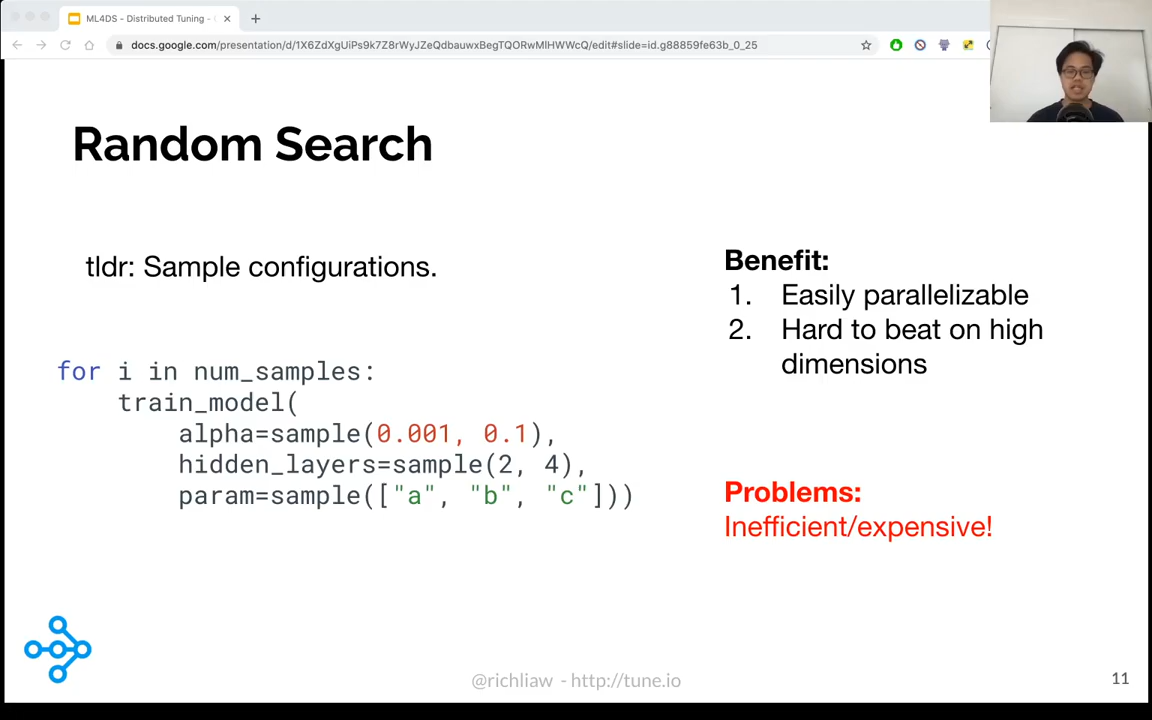 ML4DS - Distributed Tuning -
docs.google.com/presentation/d/1X6ZdXgUiPs9k7Z8rWyJZeQdbauwxBegTQORwMlHWWcQ/edit#slide=id.g88859fe63b_0_25
Random Search
tldr: Sample configurations.
for i in num_samples:
train_model(
alpha=sample(0.001, 0.1),
hidden_layers=sample(2, 4),
param=sample(["a", "b", "c"]))
Benefit:
1. Easily parallelizable
2. Hard to beat on high
dimensions
Problems:
Inefficient/expensive!
@richliaw - http://tune.io
11